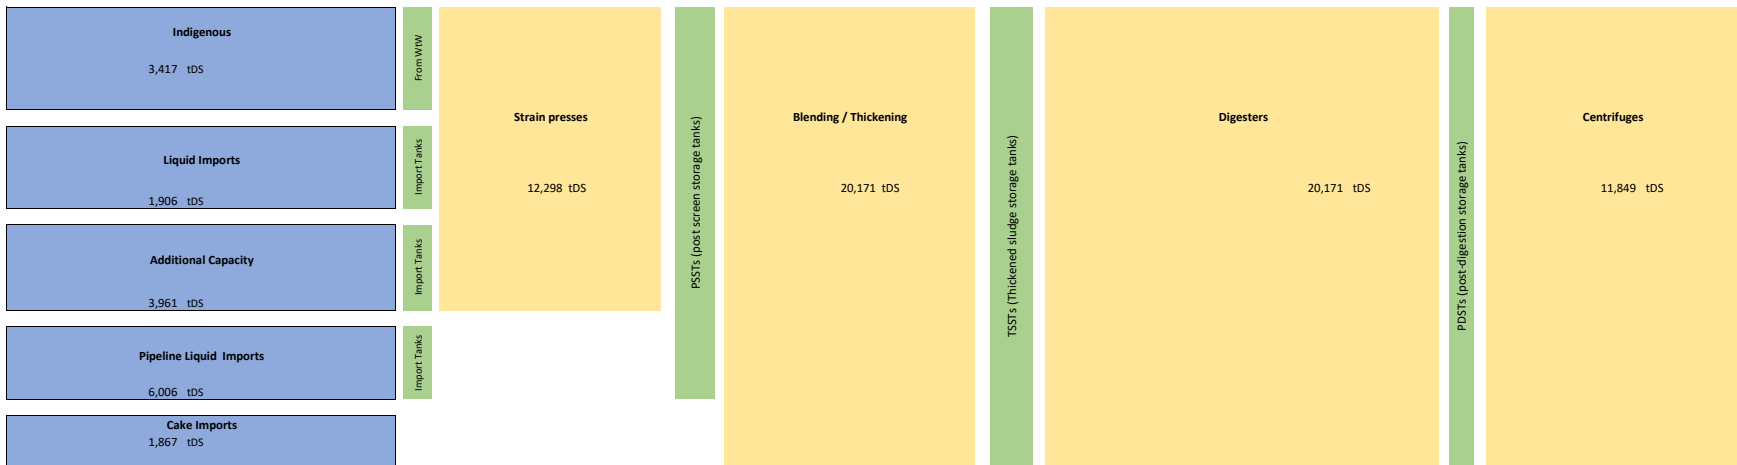 Indigenous
3,417 tDS
From WtW
Liquid Imports
1,906 tDS
Import Tanks
Additional Capacity
3,961 tDS
Import Tanks
Pipeline Liquid Imports
6,006 tDS
Import Tanks
Cake Imports
1,867 tDS
Strain presses
12,298 tDS
PSSTs (post screen storage tanks)
Blending / Thickening
20,171 tDS
TSSTs (Thickened sludge storage tanks)
Digesters
20,171 tDS
PDSTs (post-digestion storage tanks)
Centrifuges
11,849 tDS